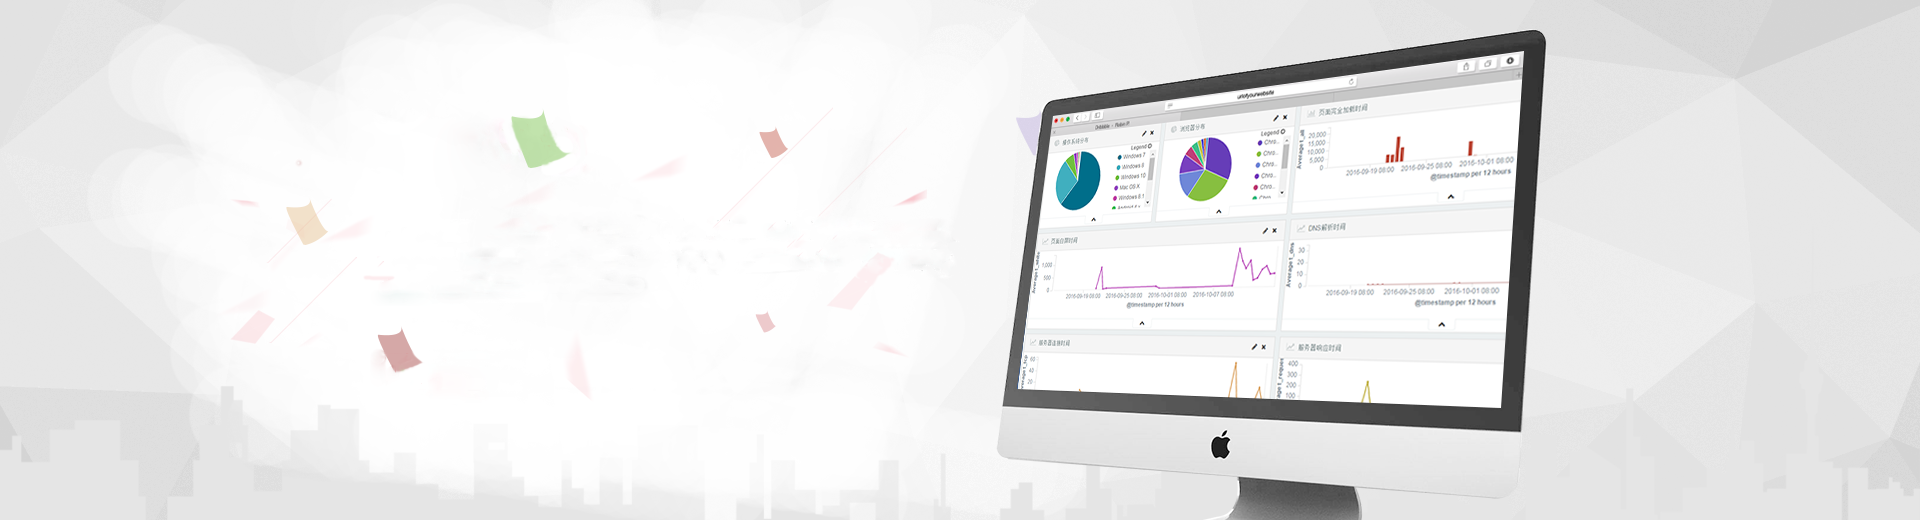 urlofyourwebsite
操作系统分布
Legend
Windows 7
Windows 8
Windows 10
Mac OS X
Windows 8.1
浏览器分布
Legend
Chro...
Chro...
Chro...
Chro...
Chro...
Chro...
页面完全加载时间
20,000
15,000
10,000
5,000
0
2016-09-19 08:00
2016-09-25 08:00
2016-10-01 08:00
@timestamp per 12 hours
页面白屏时间
1,000
500
0
2016-09-19 08:00
2016-09-25 08:00
2016-10-01 08:00
2016-10-07 08:00
@timestamp per 12 hours
DNS解析时间
Average t_dns
30
20
10
0
2016-09-19 08:00
2016-09-25 08:00
2016-10-01 08:00
@timestamp per 12 hours
服务器连接时间
60
40
20
服务器响应时间
400
300
200
100